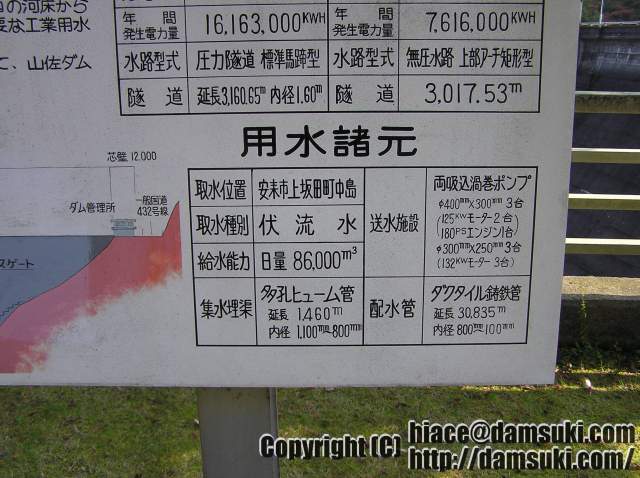 の河床から
要な工業用水
て、山佐ダム
年間発生電力量 16,163,000KWH 年間発生電力量 7,616,000KWH
水路型式 圧力隧道 標準馬蹄型 水路型式 無圧水路 上部アーチ矩形型
隧道 延長3,160.65m 内径1.60m 隧道 3,017.53m
用水諸元
取水位置 安来市上坂田町中島
取水種別 伏流水
給水能力 日量 86,000m³
集水埋渠 多孔ヒューム管
延長 1,460m
内径 1,100mm~800mm
送水施設 両吸込渦巻ポンプ
φ400mm×300mm 3台
(125KWモーター2台)
(180PSエンジン1台)
φ300mm×250mm 3台
(132KWモーター 3台)
配水管 ダクタイル鋳鉄管
延長 30,835m
内径 800mm~100mm
芯壁 12.000
ダム管理所
一般国道
432号線
スゲート
Copyright (C) hiace@damsuki.com
http://damsuki.com/